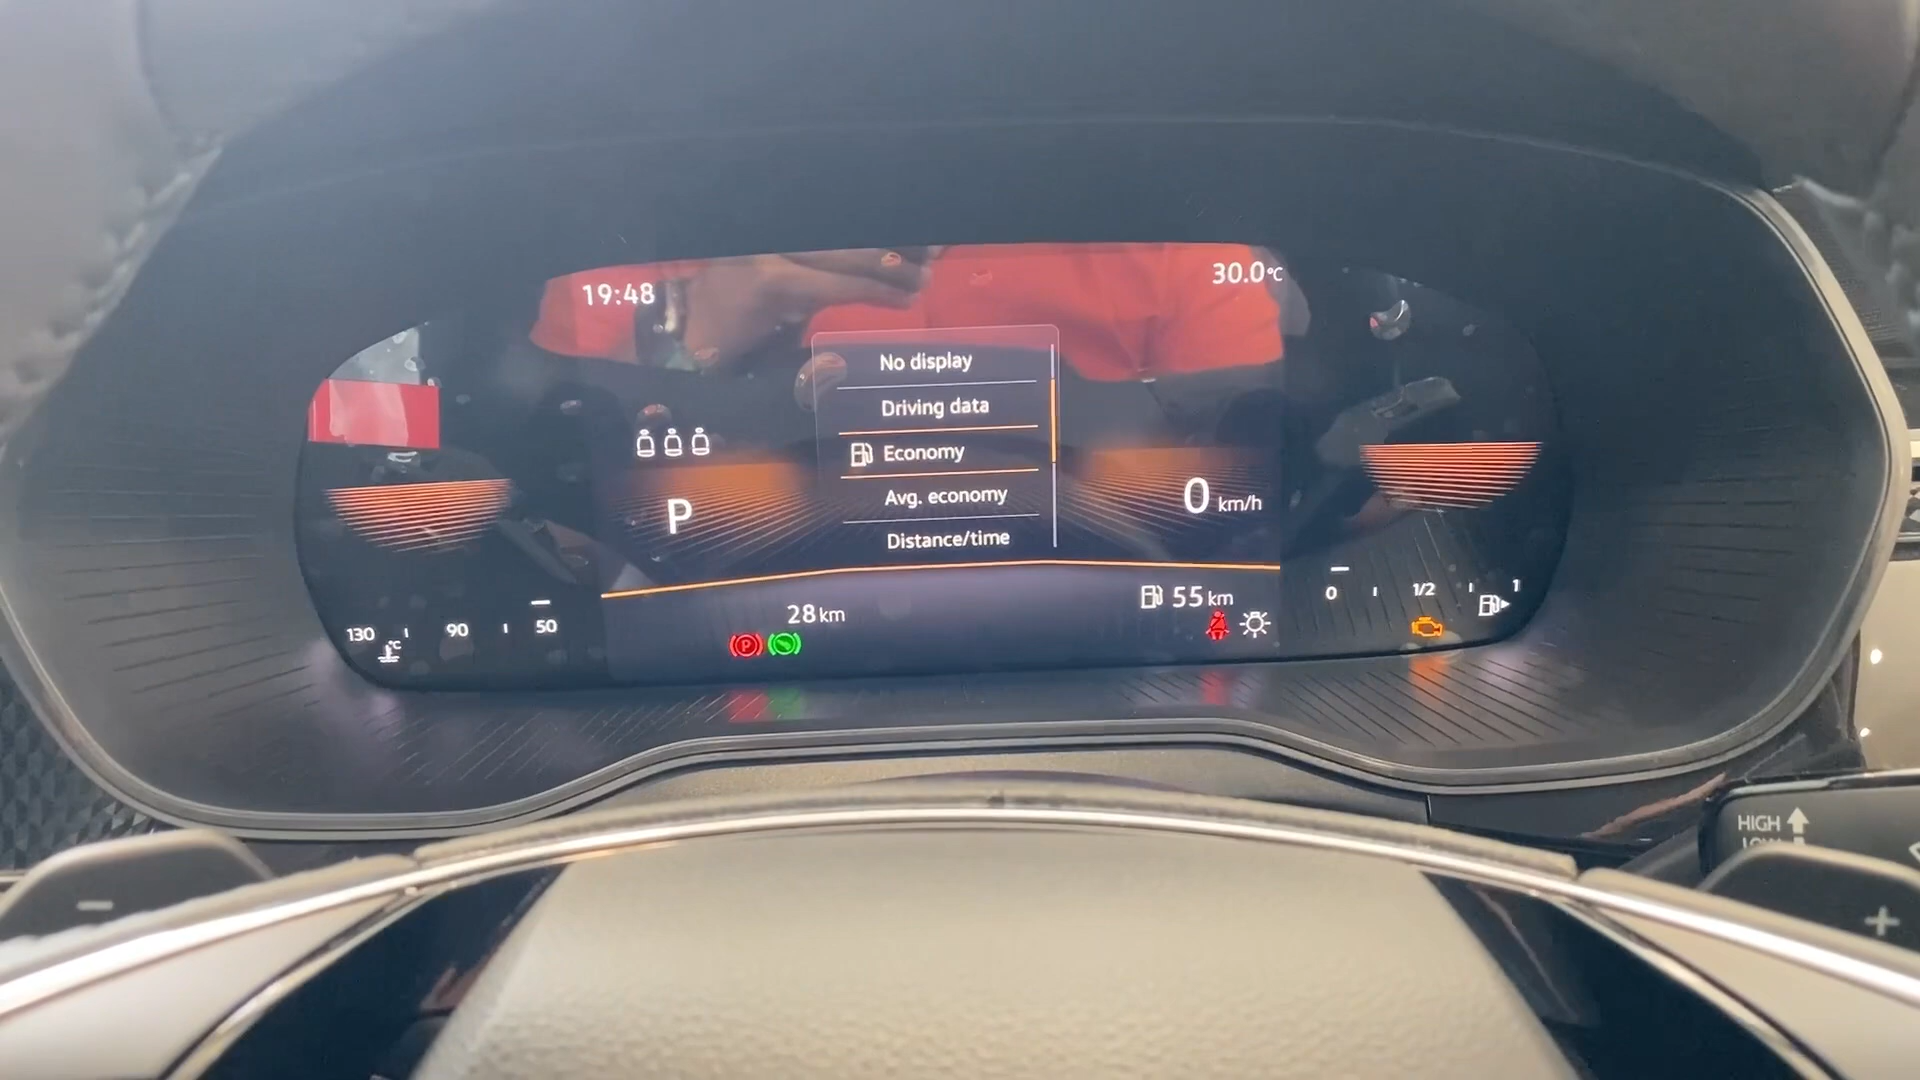 19:48
30.0°C
No display
Driving data
Economy
Avg. economy
Distance/time
P
0 km/h
28 km
55 km
130 90 50
°C
0 1/2 1
P
HIGH
LOW
−
+